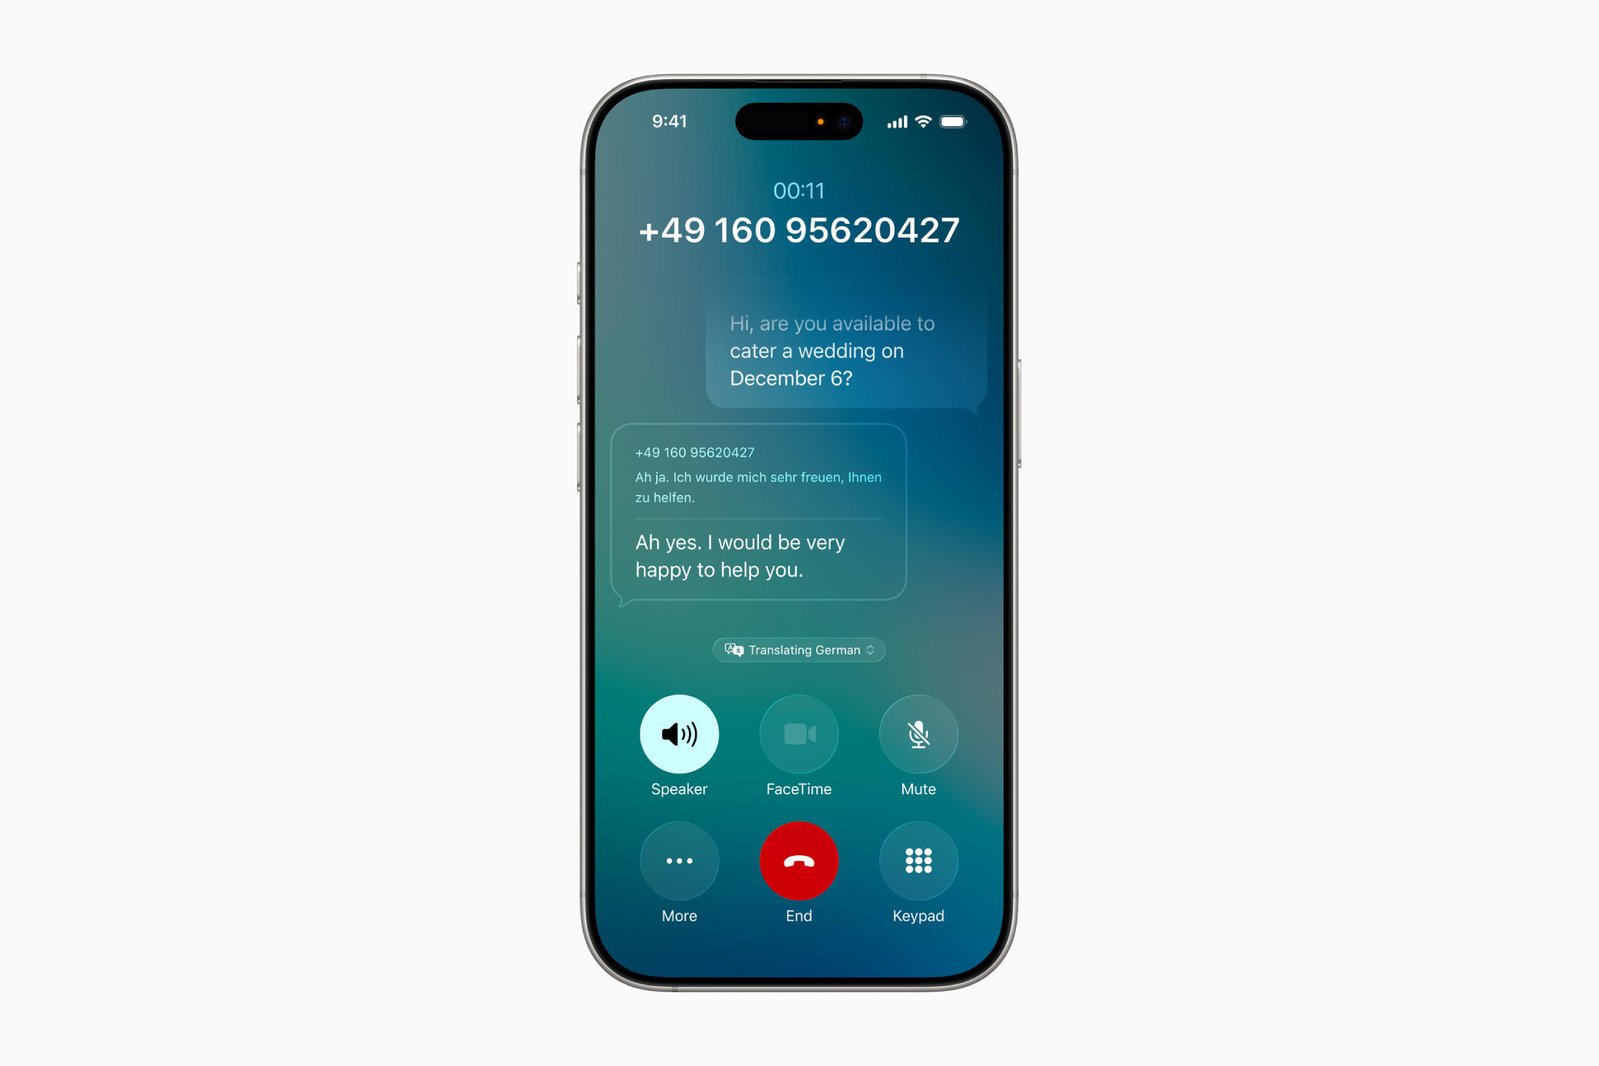 9:41
00:11
+49 160 95620427
Hi, are you available to
cater a wedding on
December 6?
+49 160 95620427
Ah ja. Ich wurde mich sehr freuen, Ihnen
zu helfen.
Ah yes. I would be very
happy to help you.
Translating German
Speaker
FaceTime
Mute
More
End
Keypad